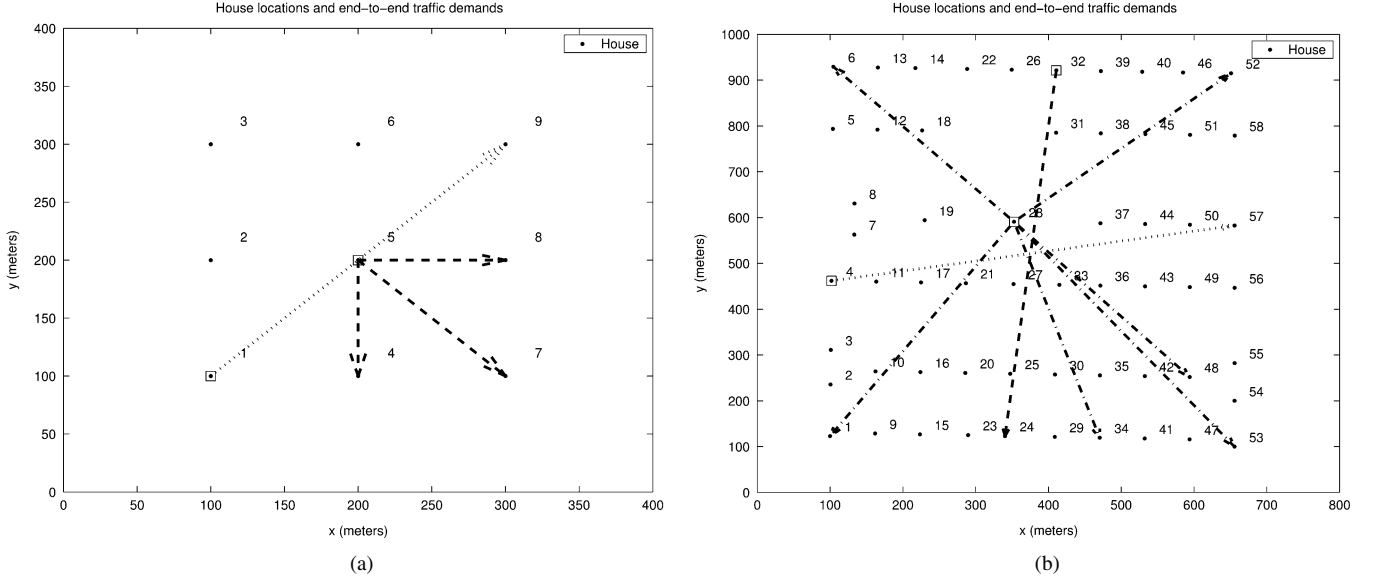 House locations and end−to−end traffic demands
House
400
350
300
250
200
150
100
50
0
y (meters)
3 6 9
2 5 8
1 4 7
0 50 100 150 200 250 300 350 400
x (meters)
(a)
House locations and end−to−end traffic demands
House
1000
900
800
700
600
500
400
300
200
100
0
y (meters)
6 13 14 22 26 32 39 40 46 52
5 12 18 31 38 45 51 58
8
19 28 37 44 50 57
7
4 11 17 21 27 33 36 43 49 56
3
55
2 10 16 20 25 30 35 42 48
54
1 9 15 23 24 29 34 41 47 53
0 100 200 300 400 500 600 700 800
x (meters)
(b)